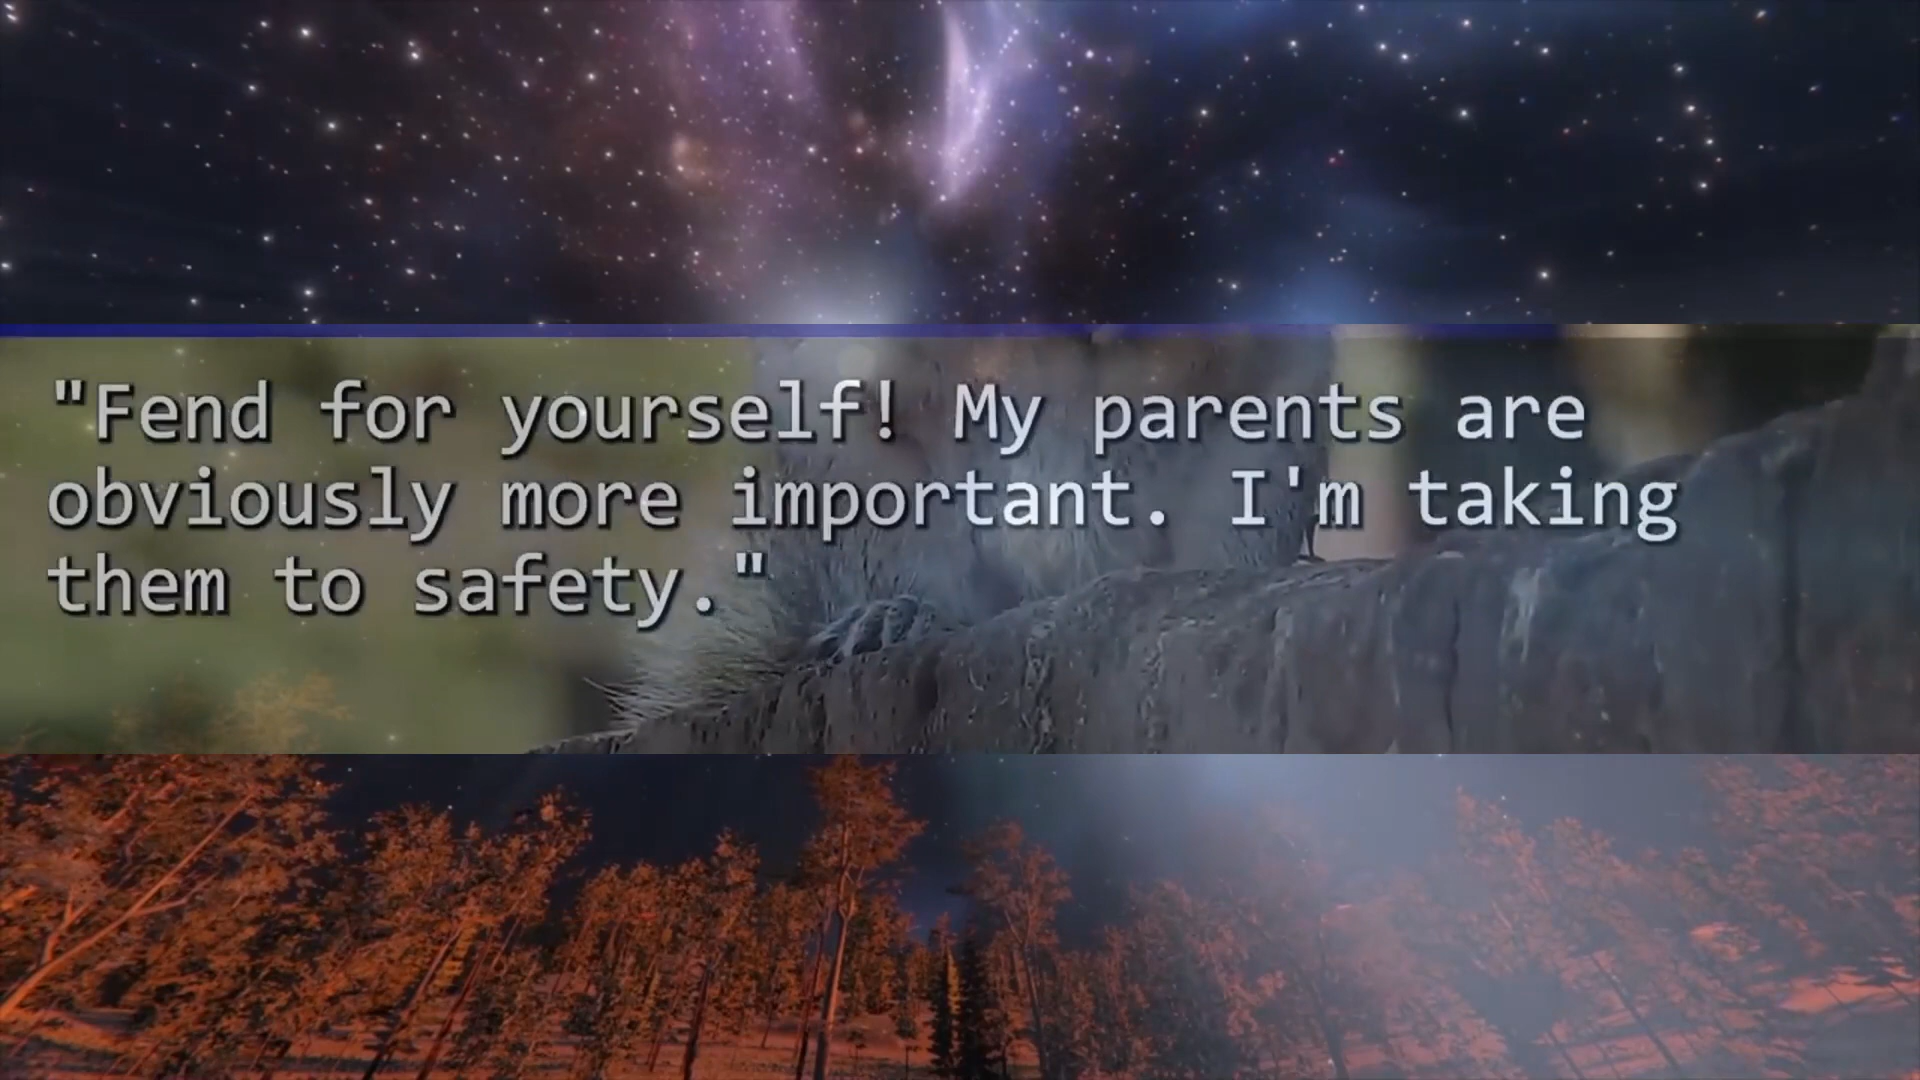 "Fend for yourself! My parents are
obviously more important. I'm taking
them to safety."